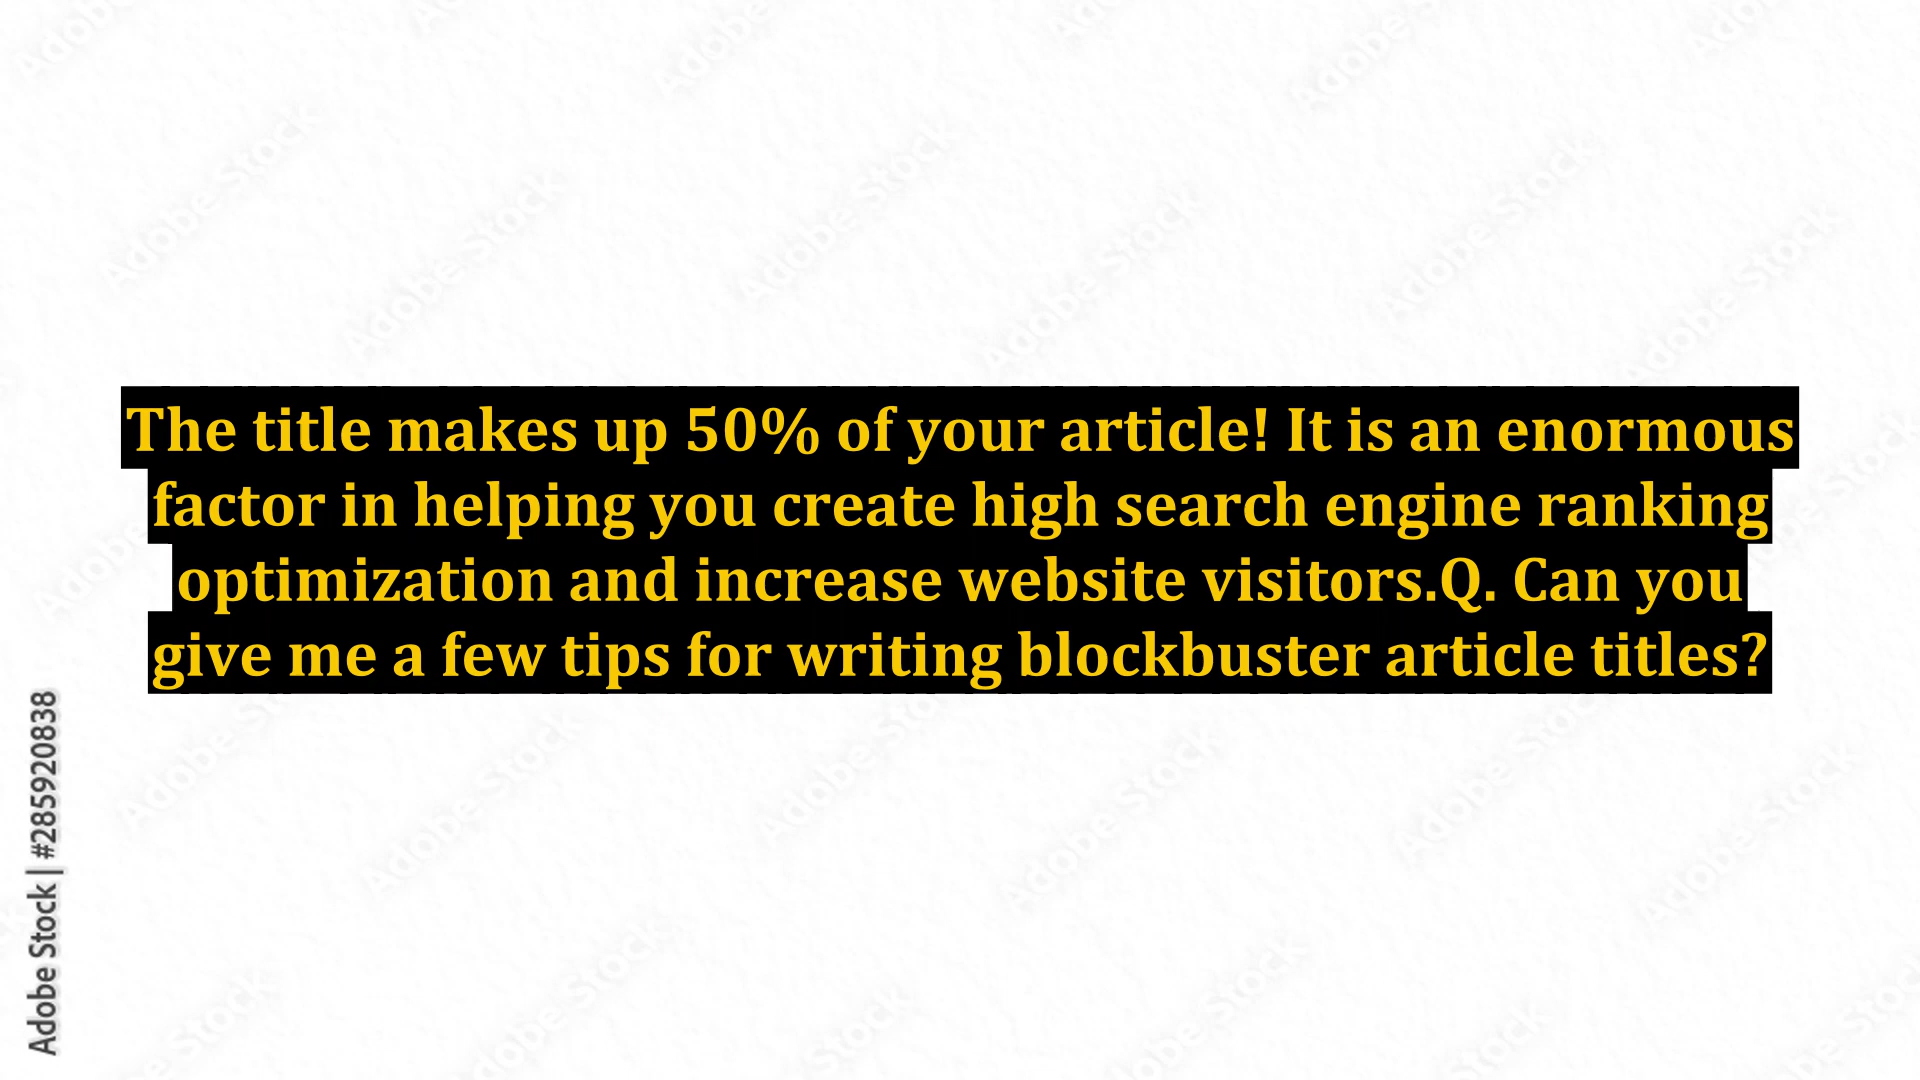 The title makes up 50% of your article! It is an enormous
factor in helping you create high search engine ranking
optimization and increase website visitors.Q. Can you
give me a few tips for writing blockbuster article titles?
Adobe Stock | #285920838